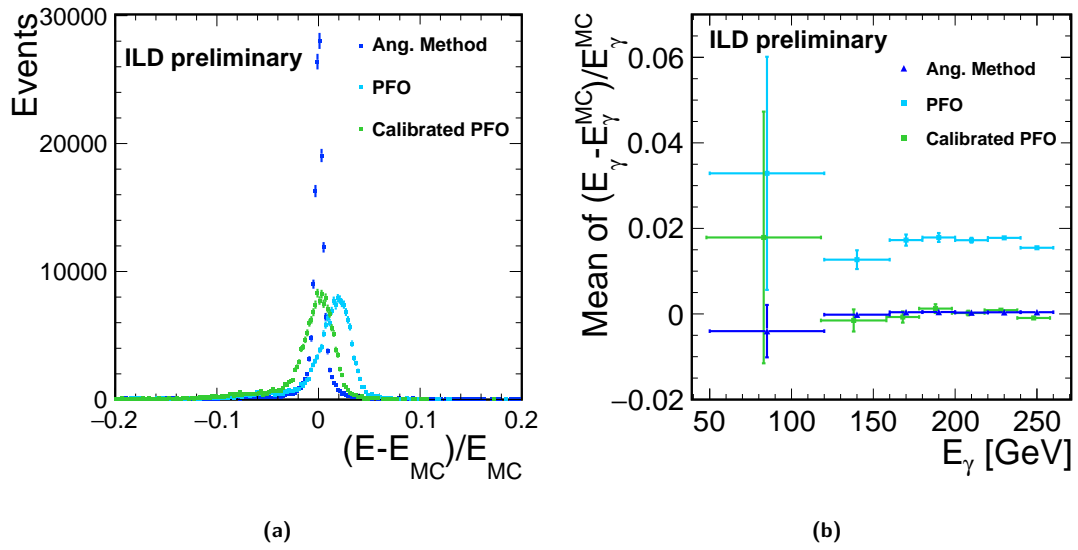 30000
20000
10000
0
Events
ILD preliminary
Ang. Method
PFO
Calibrated PFO
−0.2 −0.1 0 0.1 0.2
(E-E_MC)/E_MC
(a)
0.06
0.04
0.02
0
−0.02
Mean of (E_γ -E_γ^MC)/E_γ^MC
ILD preliminary
Ang. Method
PFO
Calibrated PFO
50 100 150 200 250
E_γ [GeV]
(b)